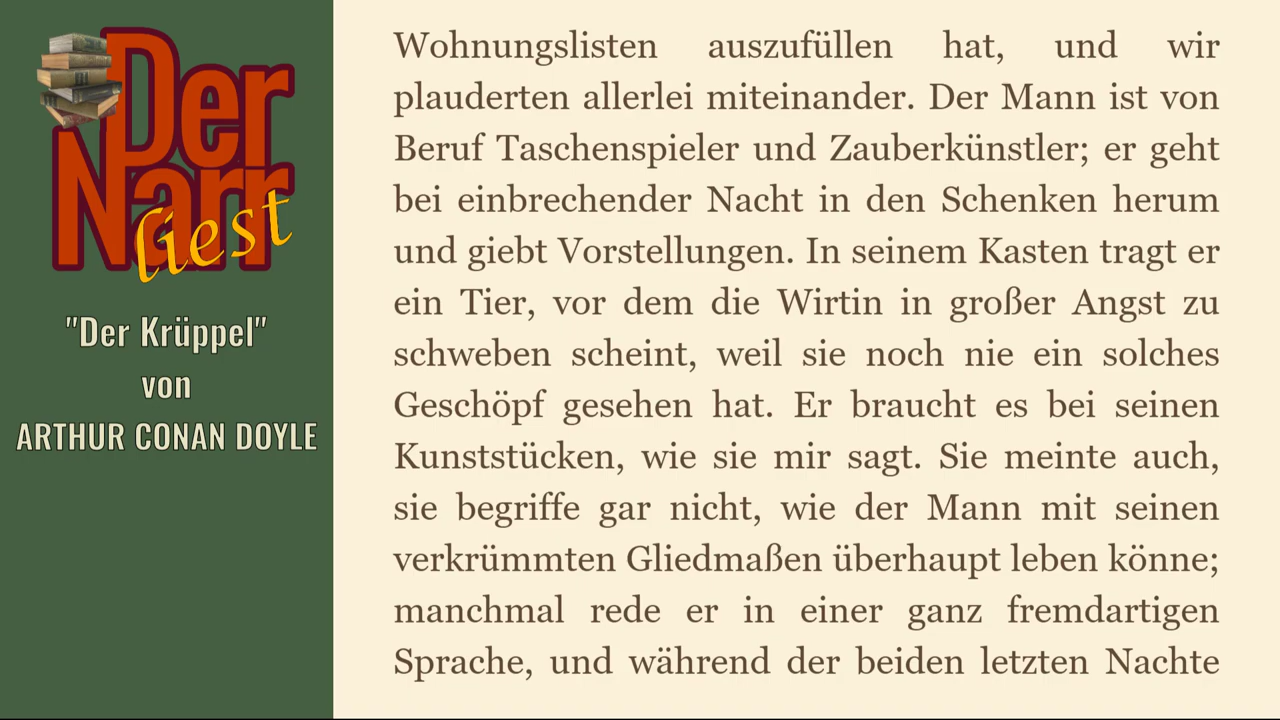 Der
Narr
liest
"Der Krüppel"
von
ARTHUR CONAN DOYLE
Wohnungslisten auszufüllen hat, und wir
plauderten allerlei miteinander. Der Mann ist von
Beruf Taschenspieler und Zauberkünstler; er geht
bei einbrechender Nacht in den Schenken herum
und giebt Vorstellungen. In seinem Kasten tragt er
ein Tier, vor dem die Wirtin in großer Angst zu
schweben scheint, weil sie noch nie ein solches
Geschöpf gesehen hat. Er braucht es bei seinen
Kunststücken, wie sie mir sagt. Sie meinte auch,
sie begriffe gar nicht, wie der Mann mit seinen
verkrümmten Gliedmaßen überhaupt leben könne;
manchmal rede er in einer ganz fremdartigen
Sprache, und während der beiden letzten Nachte